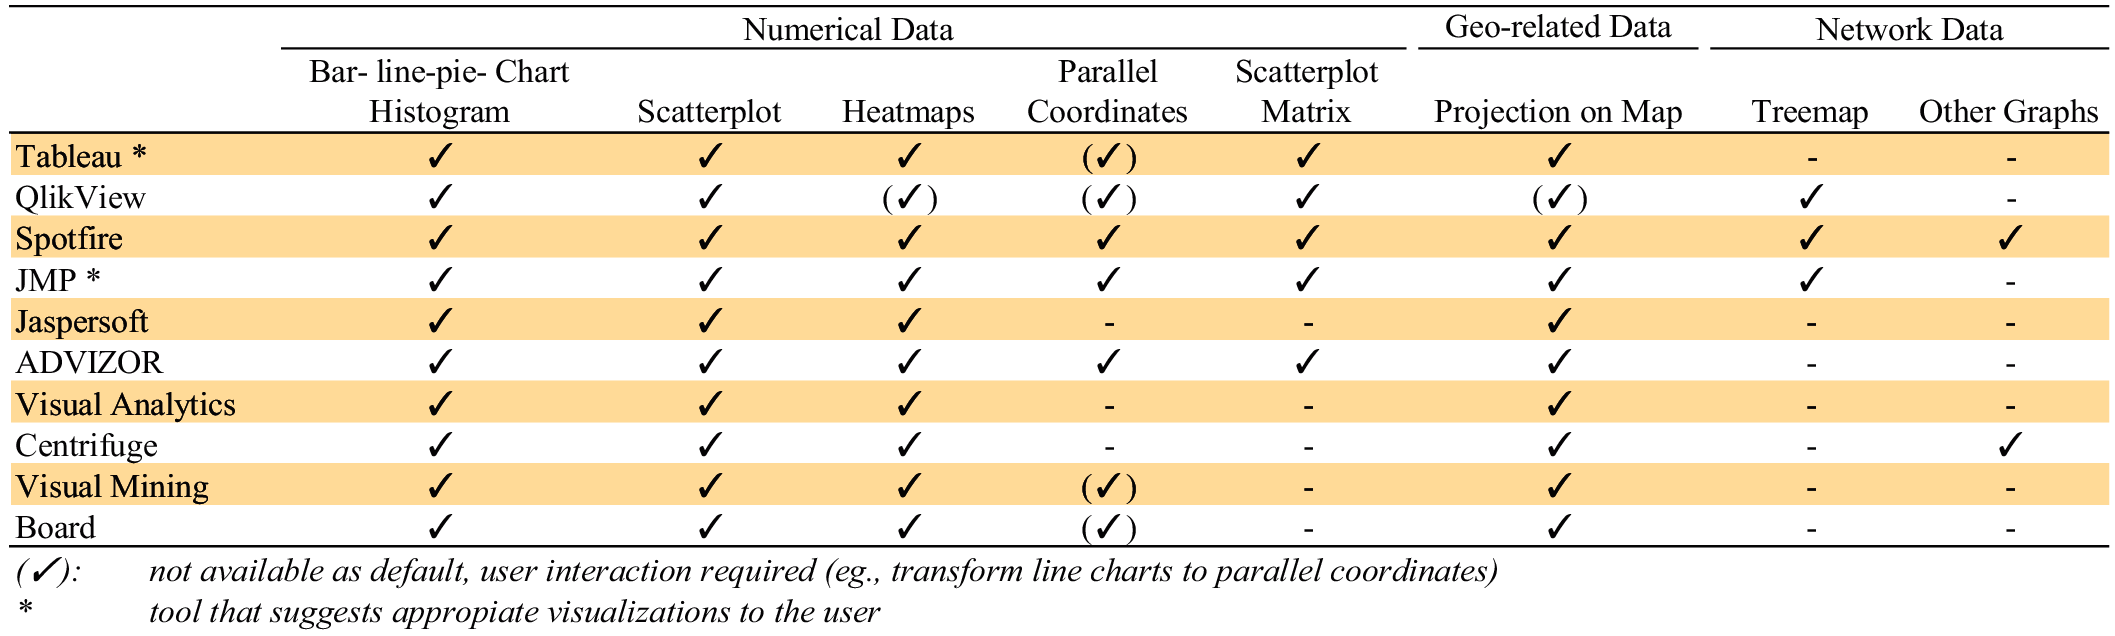 Numerical Data Geo-related Data Network Data
Bar- line-pie- Chart Parallel Scatterplot
Histogram Scatterplot Heatmaps Coordinates Matrix Projection on Map Treemap Other Graphs
Tableau * ✓ ✓ ✓ (✓) ✓ ✓ - -
QlikView ✓ ✓ (✓) (✓) ✓ (✓) ✓ -
Spotfire ✓ ✓ ✓ ✓ ✓ ✓ ✓ ✓
JMP * ✓ ✓ ✓ ✓ ✓ ✓ ✓ -
Jaspersoft ✓ ✓ ✓ - - ✓ - -
ADVIZOR ✓ ✓ ✓ ✓ ✓ ✓ - -
Visual Analytics ✓ ✓ ✓ - - ✓ - -
Centrifuge ✓ ✓ ✓ - - ✓ - ✓
Visual Mining ✓ ✓ ✓ (✓) - ✓ - -
Board ✓ ✓ ✓ (✓) - ✓ - -
(✓): not available as default, user interaction required (eg., transform line charts to parallel coordinates)
* tool that suggests appropiate visualizations to the user